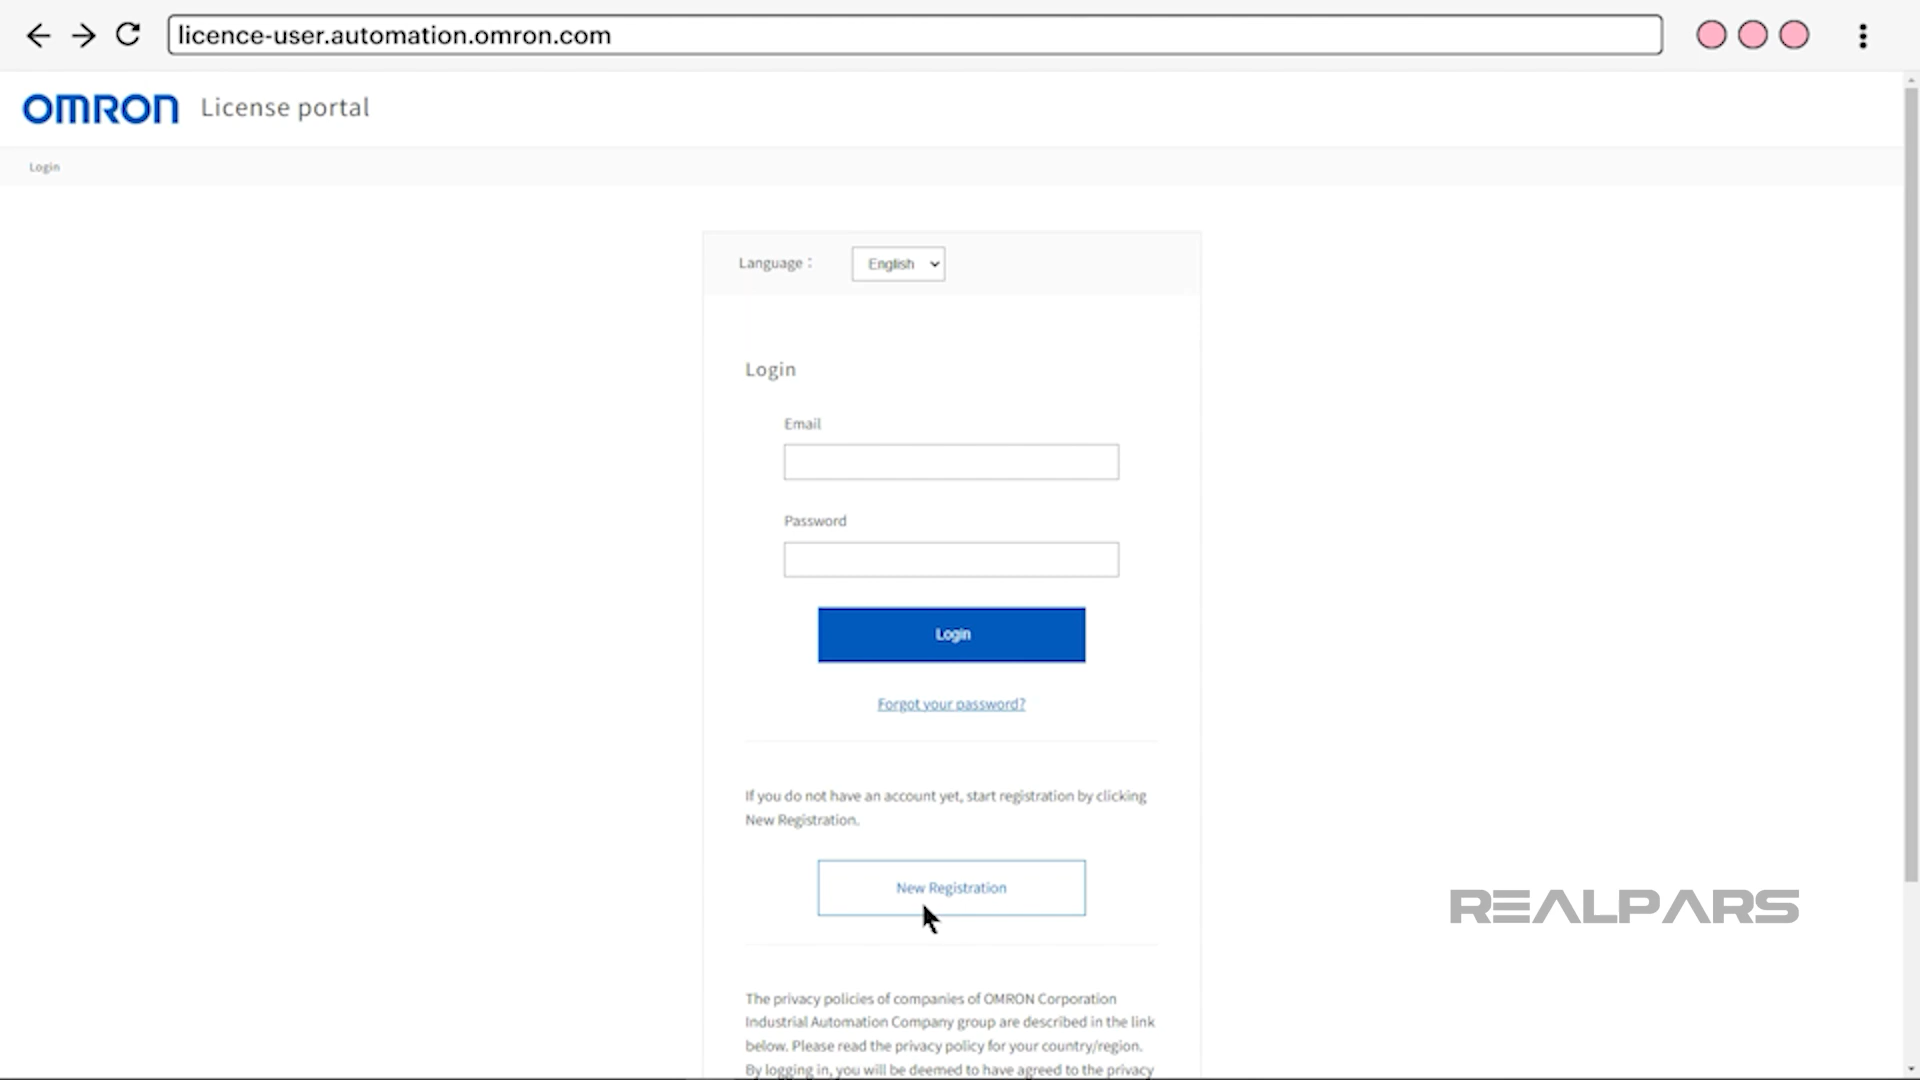 licence-user.automation.omron.com
OMRON License portal
Login
Language : English
Login
Email
Password
Login
Forgot your password?
If you do not have an account yet, start registration by clicking
New Registration.
New Registration
REALPARS
The privacy policies of companies of OMRON Corporation
Industrial Automation Company group are described in the link
below. Please read the privacy policy for your country/region.
By logging in, you will be deemed to have agreed to the privacy